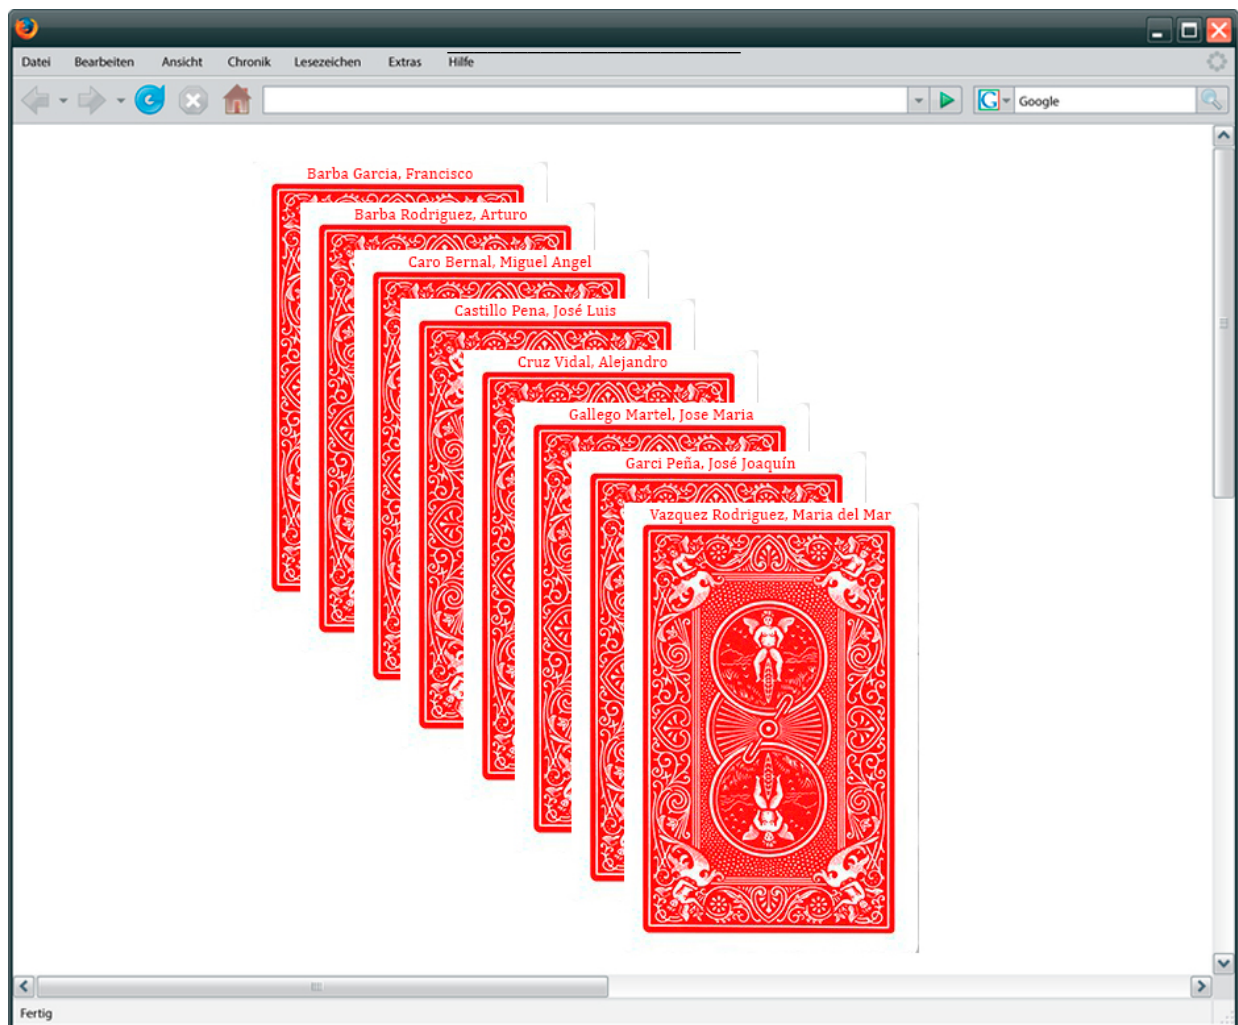 Datei Bearbeiten Ansicht Chronik Lesezeichen Extras Hilfe
Google
Barba Garcia, Francisco
Barba Rodriguez, Arturo
Caro Bernal, Miguel Angel
Castillo Pena, José Luis
Cruz Vidal, Alejandro
Gallego Martel, Jose Maria
Garci Peña, José Joaquín
Vazquez Rodriguez, Maria del Mar
Fertig